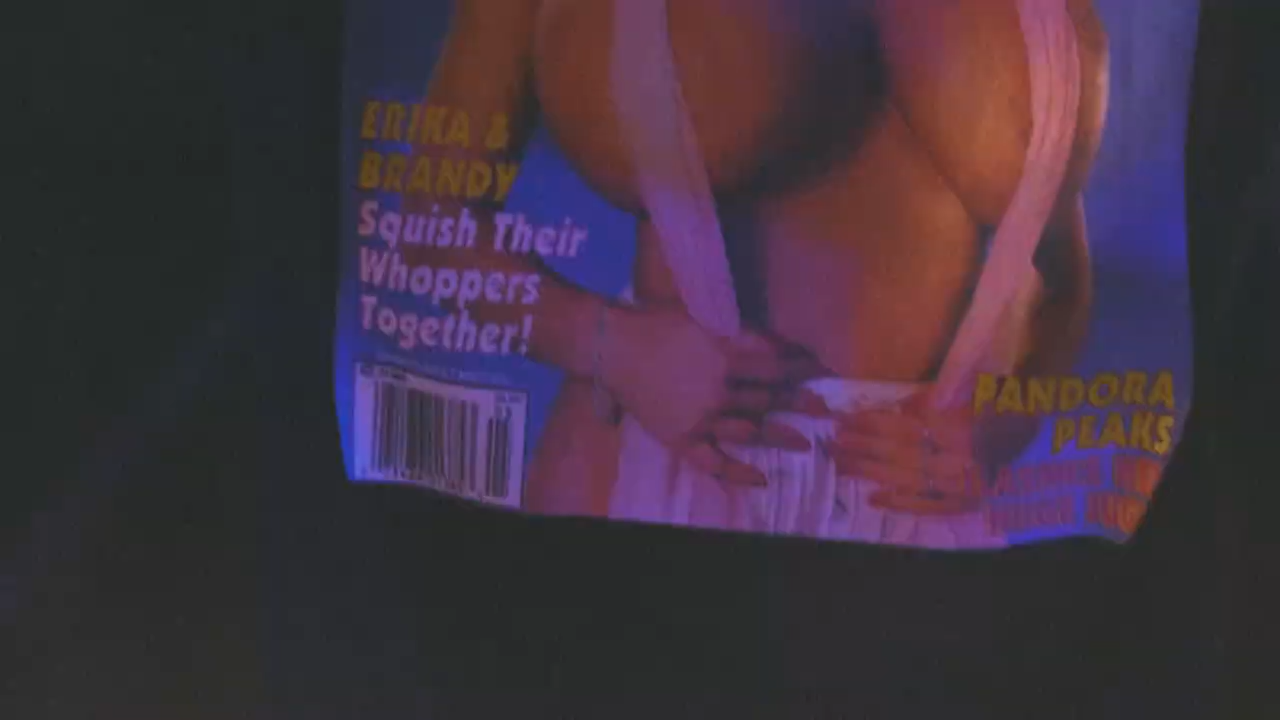 ERIKA &
BRANDY
Squish Their
Whoppers
Together!
PANDORA
PEAKS